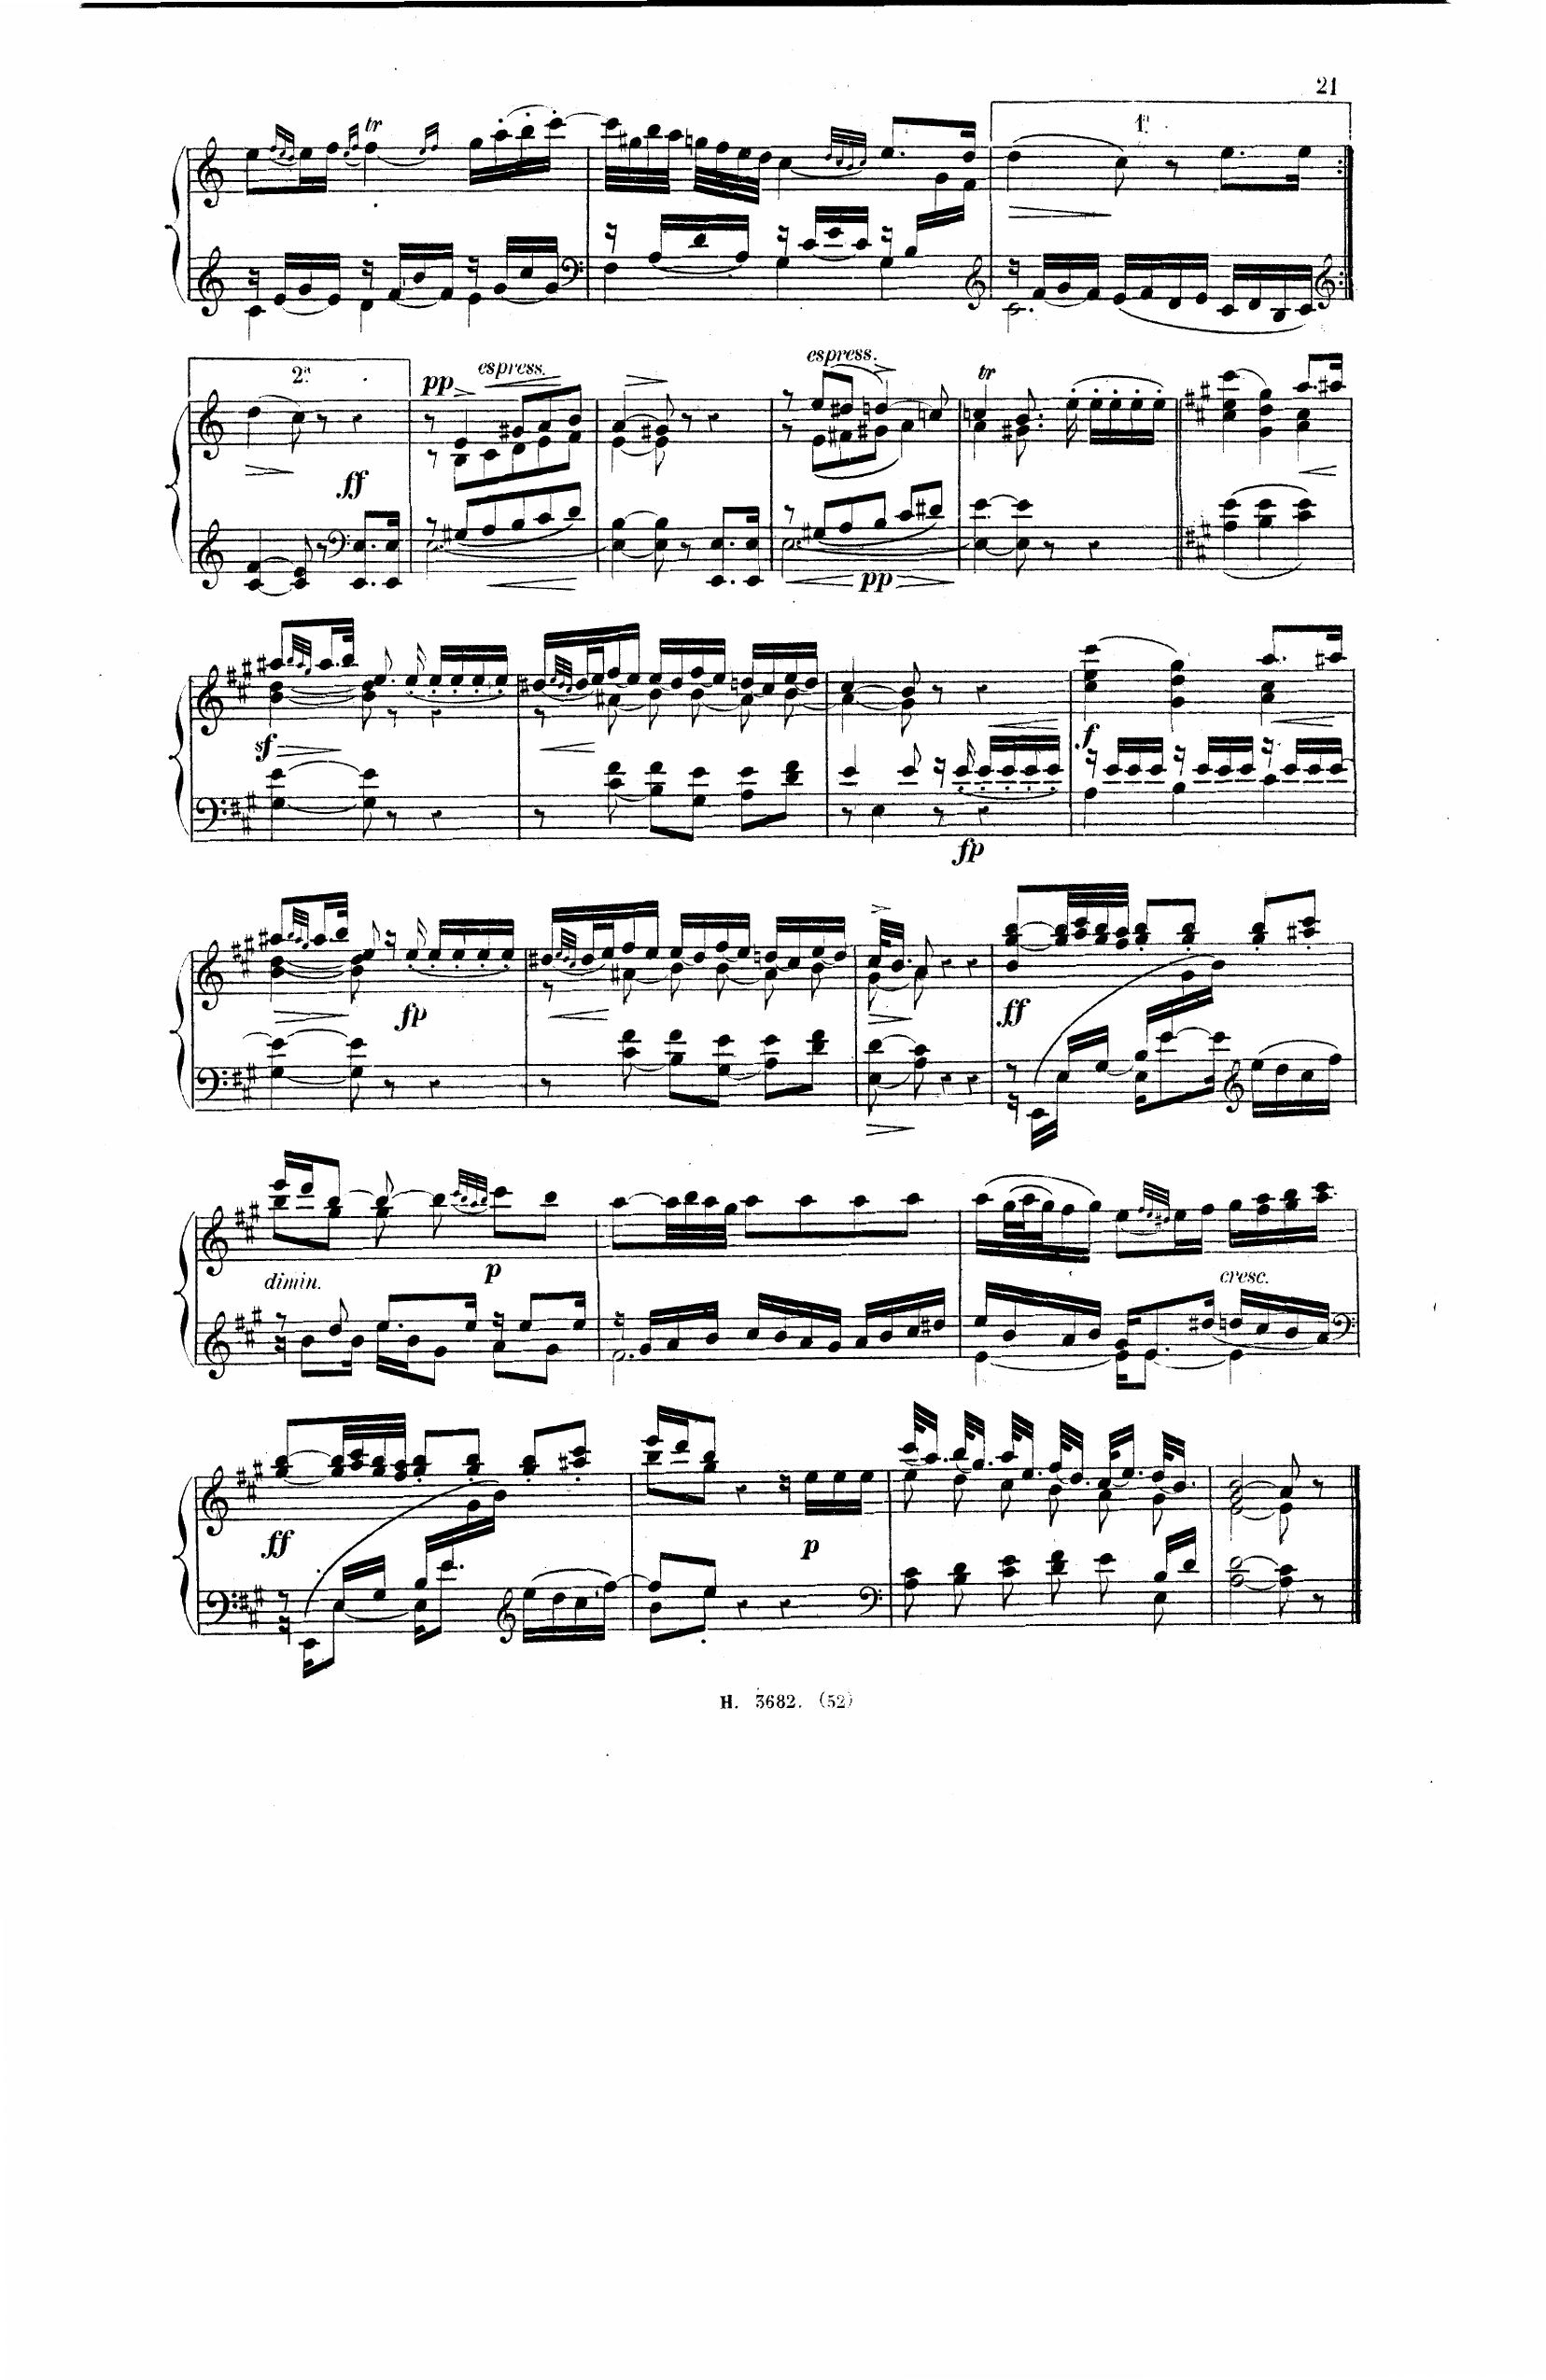 21
tr
1ª
2ª
pp espress.
espress.
tr
ff
pp
sf
f
fp
fp
ff
dimin.
p
cresc.
ff
p
H. 3682. (52)